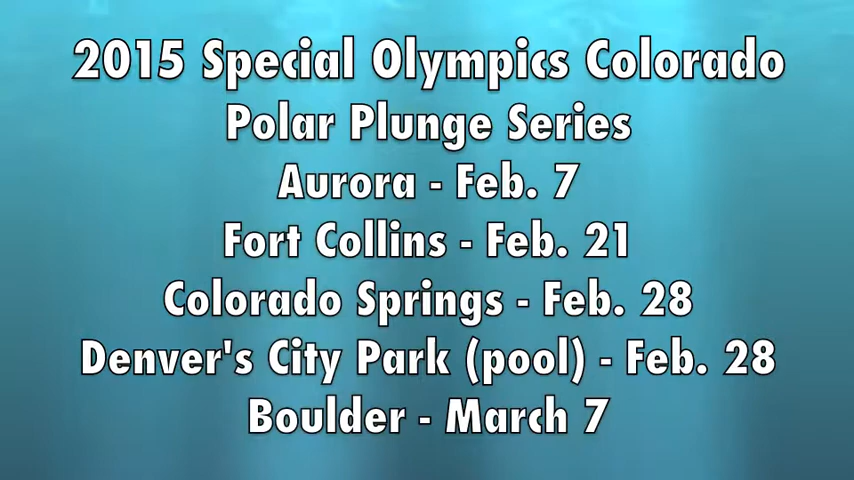 2015 Special Olympics Colorado
Polar Plunge Series
Aurora - Feb. 7
Fort Collins - Feb. 21
Colorado Springs - Feb. 28
Denver's City Park (pool) - Feb. 28
Boulder - March 7